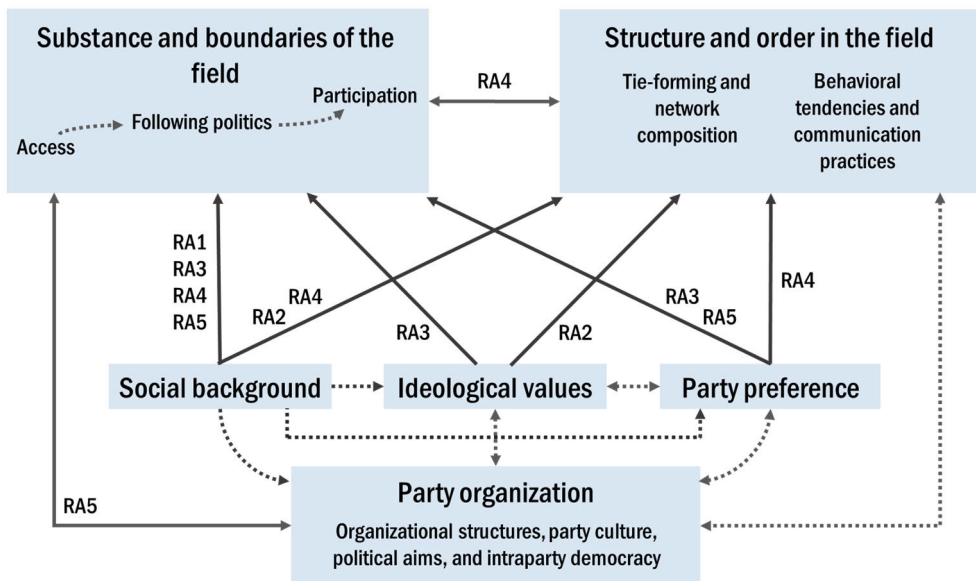 Substance and boundaries of the
field
Participation
Following politics
Access
RA4
Structure and order in the field
Tie-forming and
network
composition
Behavioral
tendencies and
communication
practices
RA1
RA3
RA4
RA5
RA4
RA2
RA3
RA2
RA3
RA5
RA4
Social background
Ideological values
Party preference
RA5
Party organization
Organizational structures, party culture,
political aims, and intraparty democracy